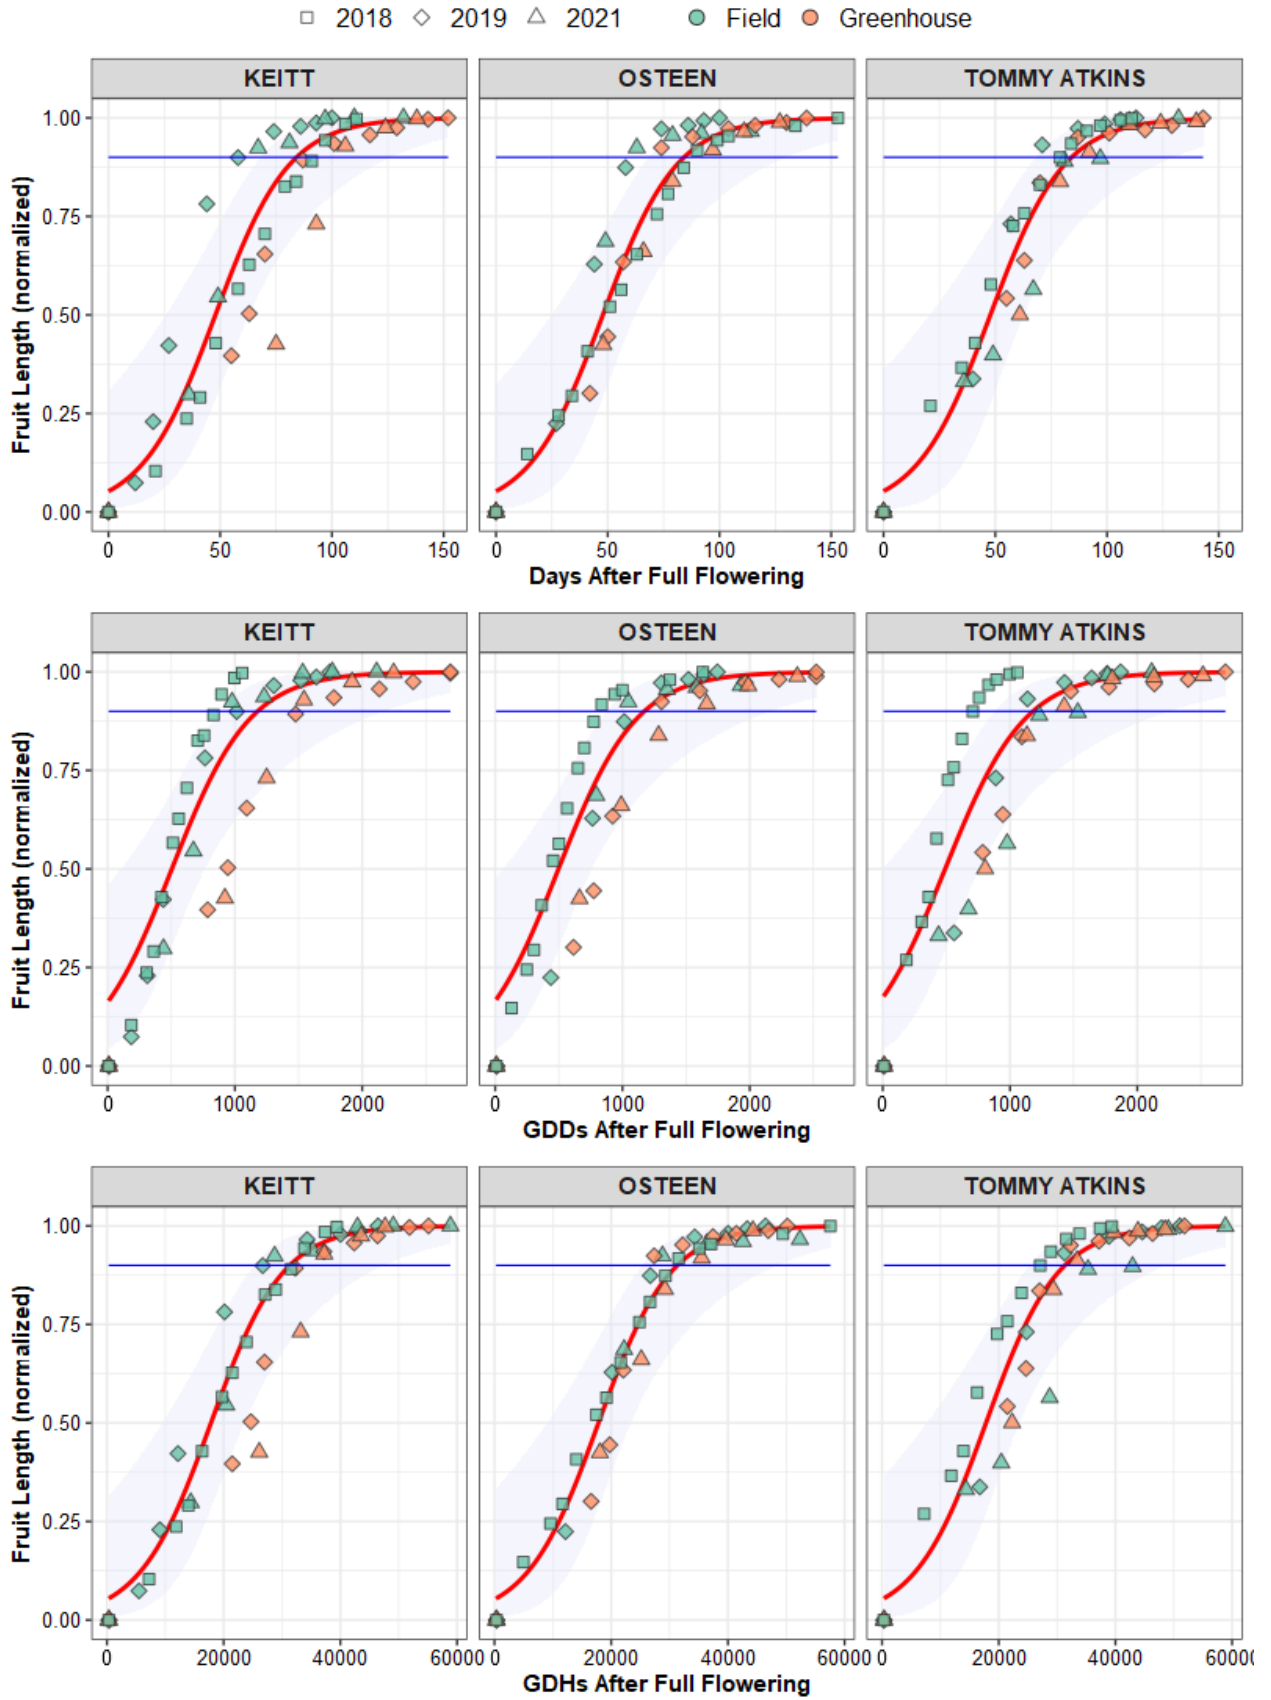 2018 2019 2021 Field Greenhouse
KEITT OSTEEN TOMMY ATKINS
Fruit Length (normalized)
1.00
0.75
0.50
0.25
0.00
0 50 100 150 0 50 100 150 0 50 100 150
Days After Full Flowering
KEITT OSTEEN TOMMY ATKINS
Fruit Length (normalized)
1.00
0.75
0.50
0.25
0.00
0 1000 2000 0 1000 2000 0 1000 2000
GDDs After Full Flowering
KEITT OSTEEN TOMMY ATKINS
Fruit Length (normalized)
1.00
0.75
0.50
0.25
0.00
0 20000 40000 60000 0 20000 40000 60000 0 20000 40000 6000
GDHs After Full Flowering